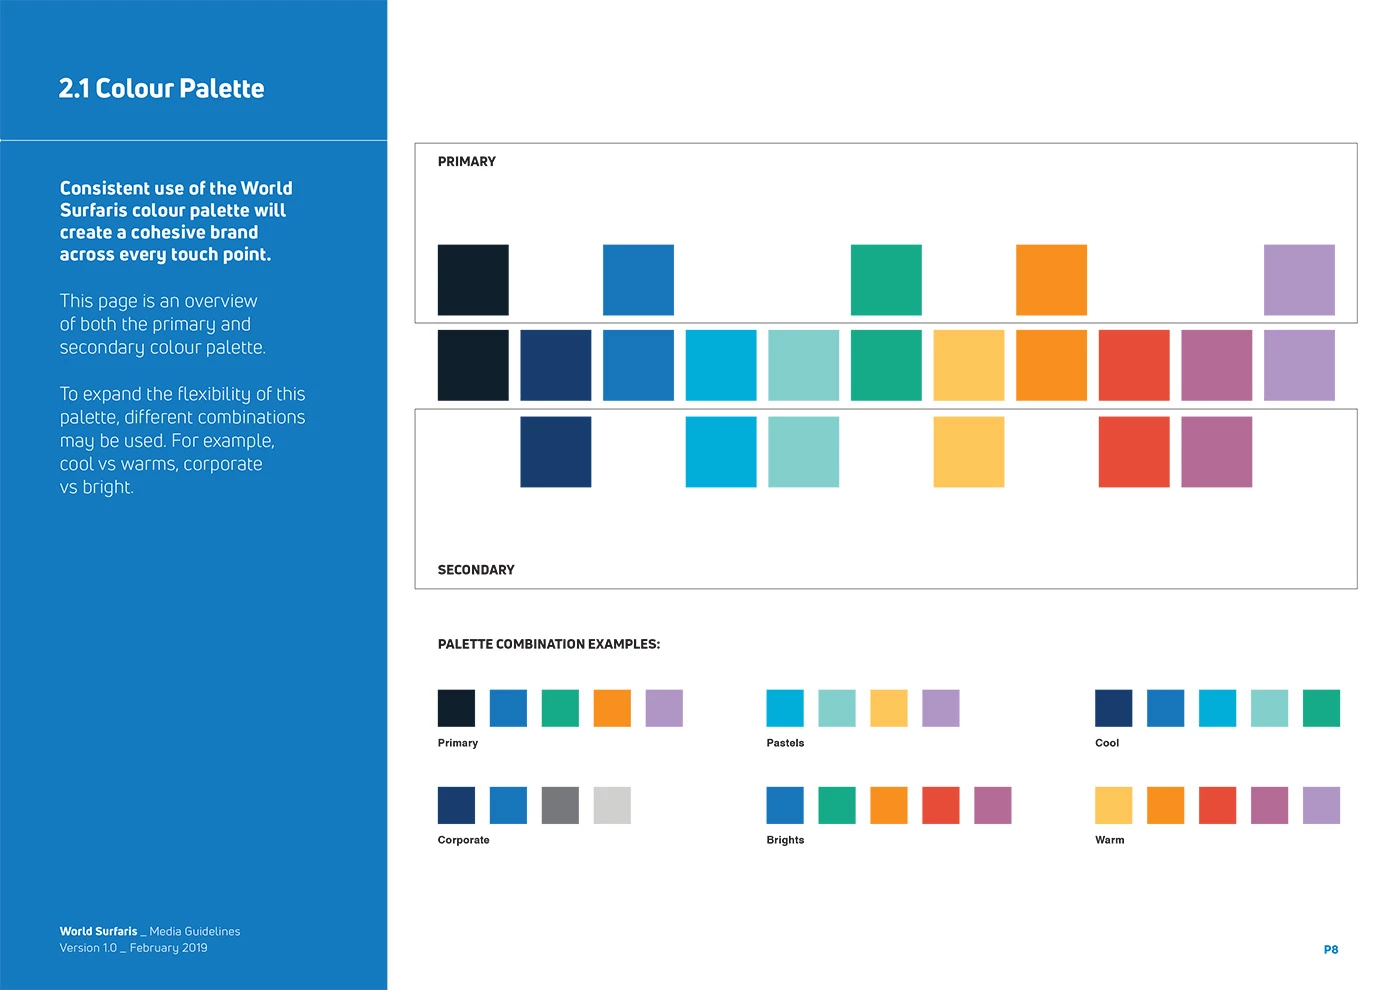 2.1 Colour Palette
Consistent use of the World
Surfaris colour palette will
create a cohesive brand
across every touch point.
This page is an overview
of both the primary and
secondary colour palette.
To expand the flexibility of this
palette, different combinations
may be used. For example,
cool vs warms, corporate
vs bright.
World Surfaris _ Media Guidelines
Version 1.0 _ February 2019
PRIMARY
SECONDARY
PALETTE COMBINATION EXAMPLES:
Primary
Pastels
Cool
Corporate
Brights
Warm
P8